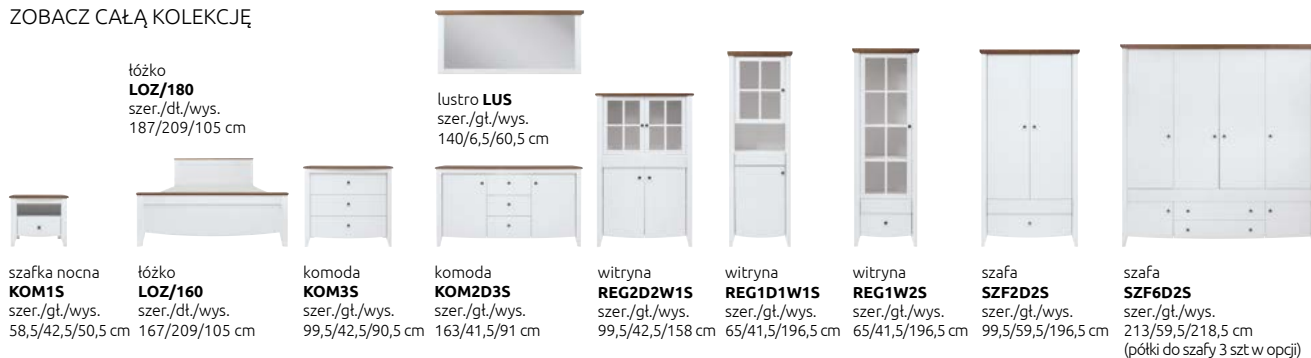 ZOBACZ CAŁĄ KOLEKCJĘ
łóżko
LOZ/180
szer./dł./wys.
187/209/105 cm
lustro LUS
szer./gł./wys.
140/6,5/60,5 cm
szafka nocna
KOM1S
szer./gł./wys.
58,5/42,5/50,5 cm
łóżko
LOZ/160
szer./dł./wys.
167/209/105 cm
komoda
KOM3S
szer./gł./wys.
99,5/42,5/90,5 cm
komoda
KOM2D3S
szer./gł./wys.
163/41,5/91 cm
witryna
REG2D2W1S
szer./gł./wys.
99,5/42,5/158 cm
witryna
REG1D1W1S
szer./gł./wys.
65/41,5/196,5 cm
witryna
REG1W2S
szer./gł./wys.
65/41,5/196,5 cm
szafa
SZF2D2S
szer./gł./wys.
99,5/59,5/196,5 cm
szafa
SZF6D2S
szer./gł./wys.
213/59,5/218,5 cm
(półki do szafy 3 szt w opcji)